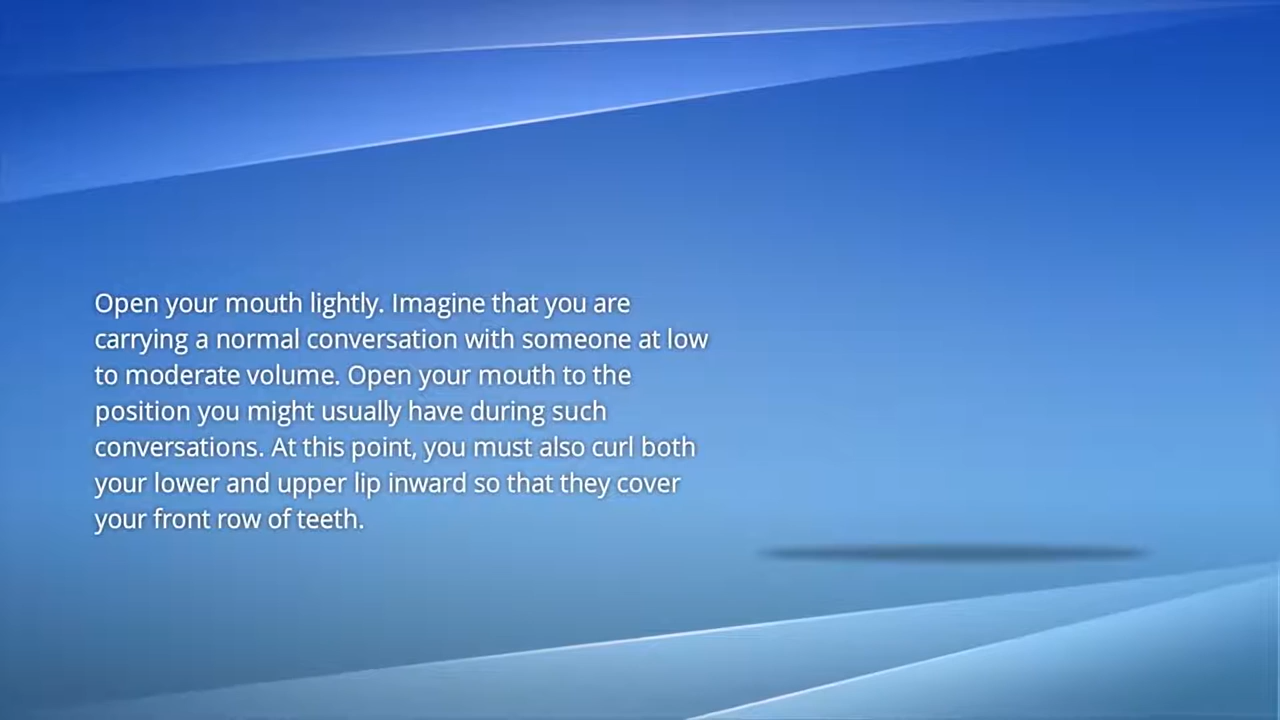 Open your mouth lightly. Imagine that you are
carrying a normal conversation with someone at low
to moderate volume. Open your mouth to the
position you might usually have during such
conversations. At this point, you must also curl both
your lower and upper lip inward so that they cover
your front row of teeth.